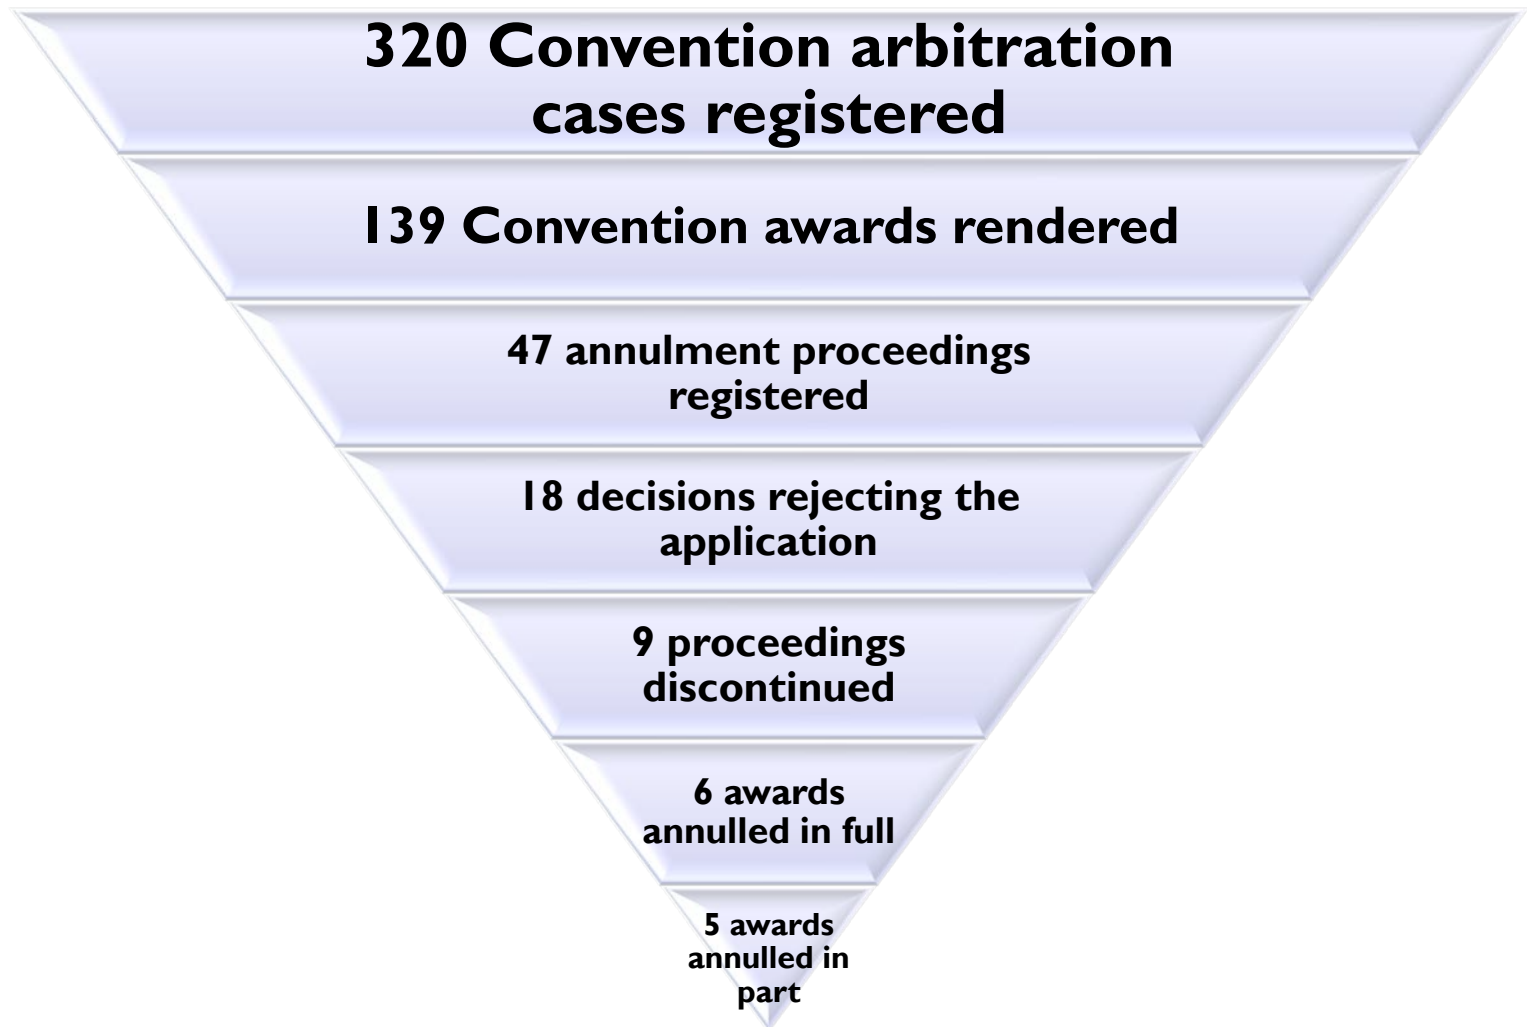 320 Convention arbitration
cases registered
139 Convention awards rendered
47 annulment proceedings
registered
18 decisions rejecting the
application
9 proceedings
discontinued
6 awards
annulled in full
5 awards
annulled in
part